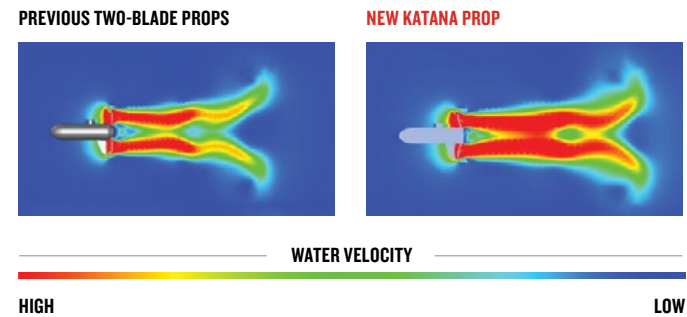 PREVIOUS TWO-BLADE PROPS
NEW KATANA PROP
WATER VELOCITY
HIGH
LOW